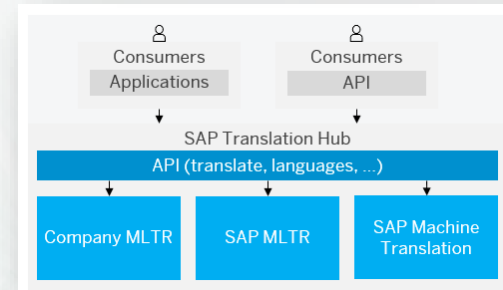 Consumers
Applications
Consumers
API
SAP Translation Hub
API (translate, languages, ...)
Company MLTR
SAP MLTR
SAP Machine
Translation